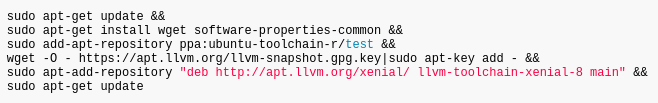 sudo apt-get update &&
sudo apt-get install wget software-properties-common &&
sudo add-apt-repository ppa:ubuntu-toolchain-r/test &&
wget -O - https://apt.llvm.org/llvm-snapshot.gpg.key|sudo apt-key add - &&
sudo apt-add-repository "deb http://apt.llvm.org/xenial/ llvm-toolchain-xenial-8 main" &&
sudo apt-get update